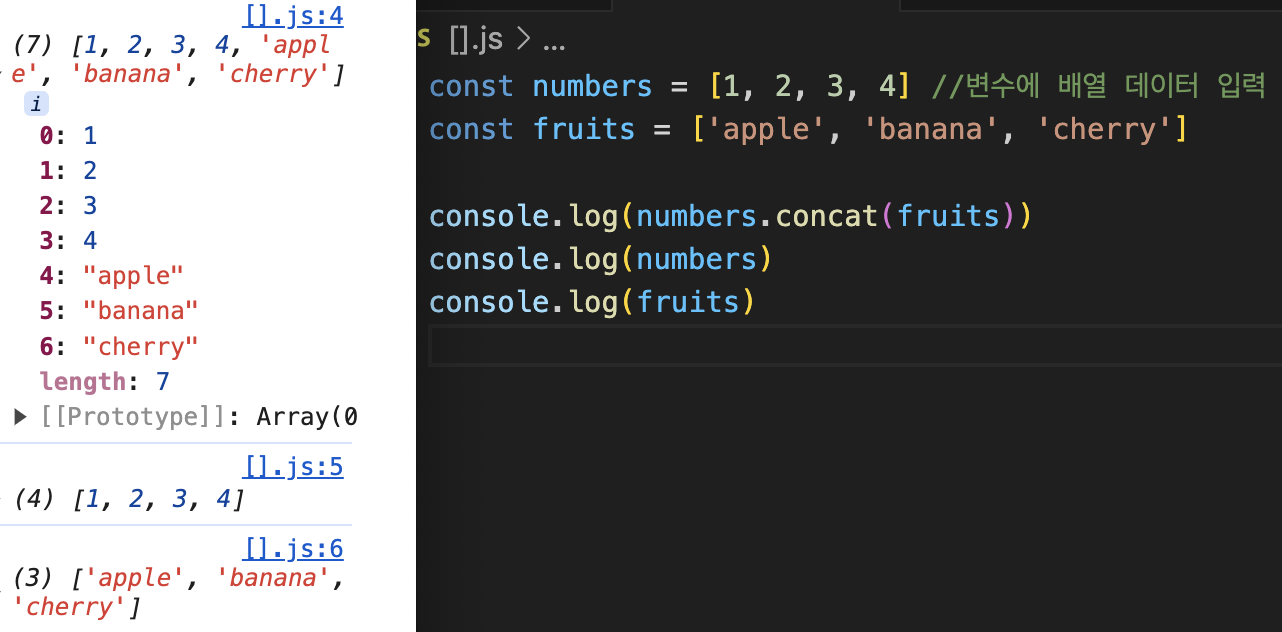 [].js:4
(7) [1, 2, 3, 4, 'appl
e', 'banana', 'cherry']
i
0: 1
1: 2
2: 3
3: 4
4: "apple"
5: "banana"
6: "cherry"
length: 7
[[Prototype]]: Array(0
[].js:5
(4) [1, 2, 3, 4]
[].js:6
(3) ['apple', 'banana',
'cherry']
S [].js > ...
const numbers = [1, 2, 3, 4] //변수에 배열 데이터 입력
const fruits = ['apple', 'banana', 'cherry']
console.log(numbers.concat(fruits))
console.log(numbers)
console.log(fruits)